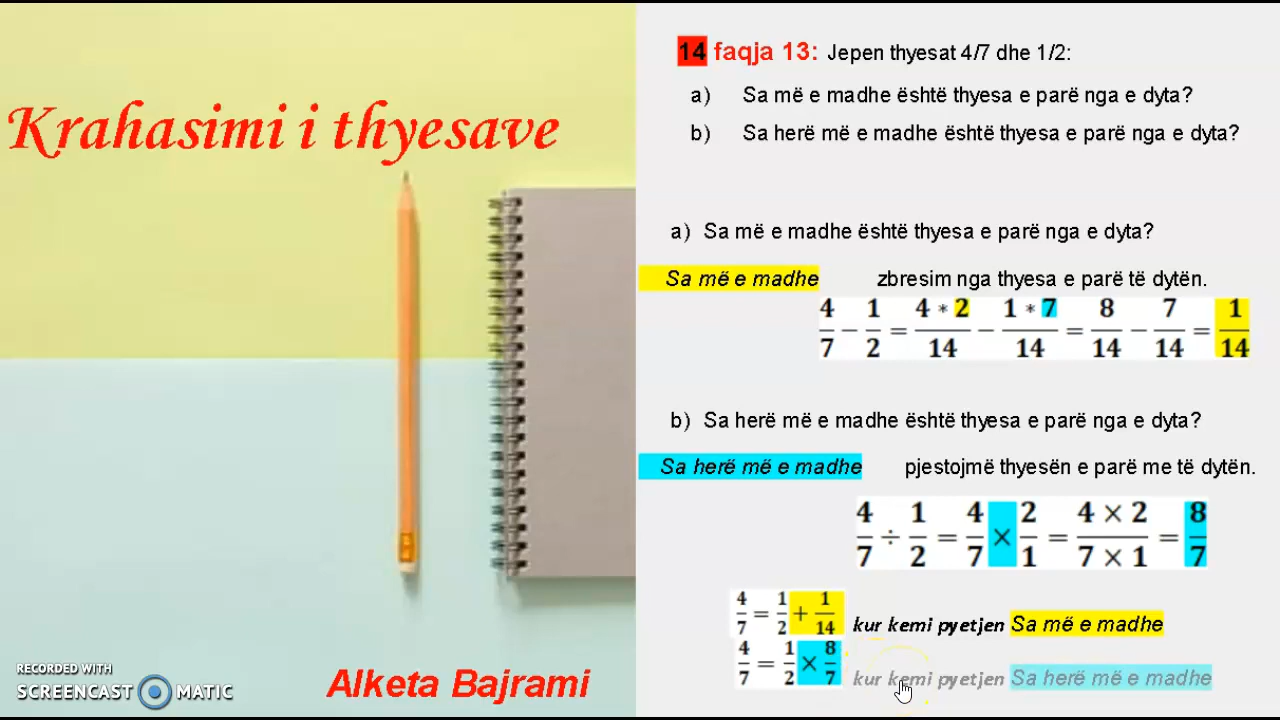 Krahasimi i thyesave
14 faqja 13: Jepen thyesat 4/7 dhe 1/2:
a) Sa më e madhe është thyesa e parë nga e dyta?
b) Sa herë më e madhe është thyesa e parë nga e dyta?
a) Sa më e madhe është thyesa e parë nga e dyta?
Sa më e madhe zbresim nga thyesa e parë të dytën.
4/7 − 1/2 = 4 * 2/14 − 1 * 7/14 = 8/14 − 7/14 = 1/14
b) Sa herë më e madhe është thyesa e parë nga e dyta?
Sa herë më e madhe pjestojmë thyesën e parë me të dytën.
4/7 ÷ 1/2 = 4/7 × 2/1 = 4 × 2/7 × 1 = 8/7
4/7 = 1/2 + 1/14 kur kemi pyetjen Sa më e madhe
4/7 = 1/2 × 8/7 kur kemi pyetjen Sa herë më e madhe
Alketa Bajrami
RECORDED WITH
SCREENCAST MATIC